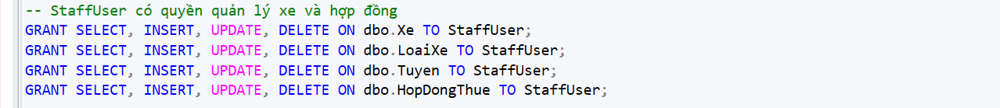 -- StaffUser có quyền quản lý xe và hợp đồng
GRANT SELECT, INSERT, UPDATE, DELETE ON dbo.Xe TO StaffUser;
GRANT SELECT, INSERT, UPDATE, DELETE ON dbo.LoaiXe TO StaffUser;
GRANT SELECT, INSERT, UPDATE, DELETE ON dbo.Tuyen TO StaffUser;
GRANT SELECT, INSERT, UPDATE, DELETE ON dbo.HopDongThue TO StaffUser;